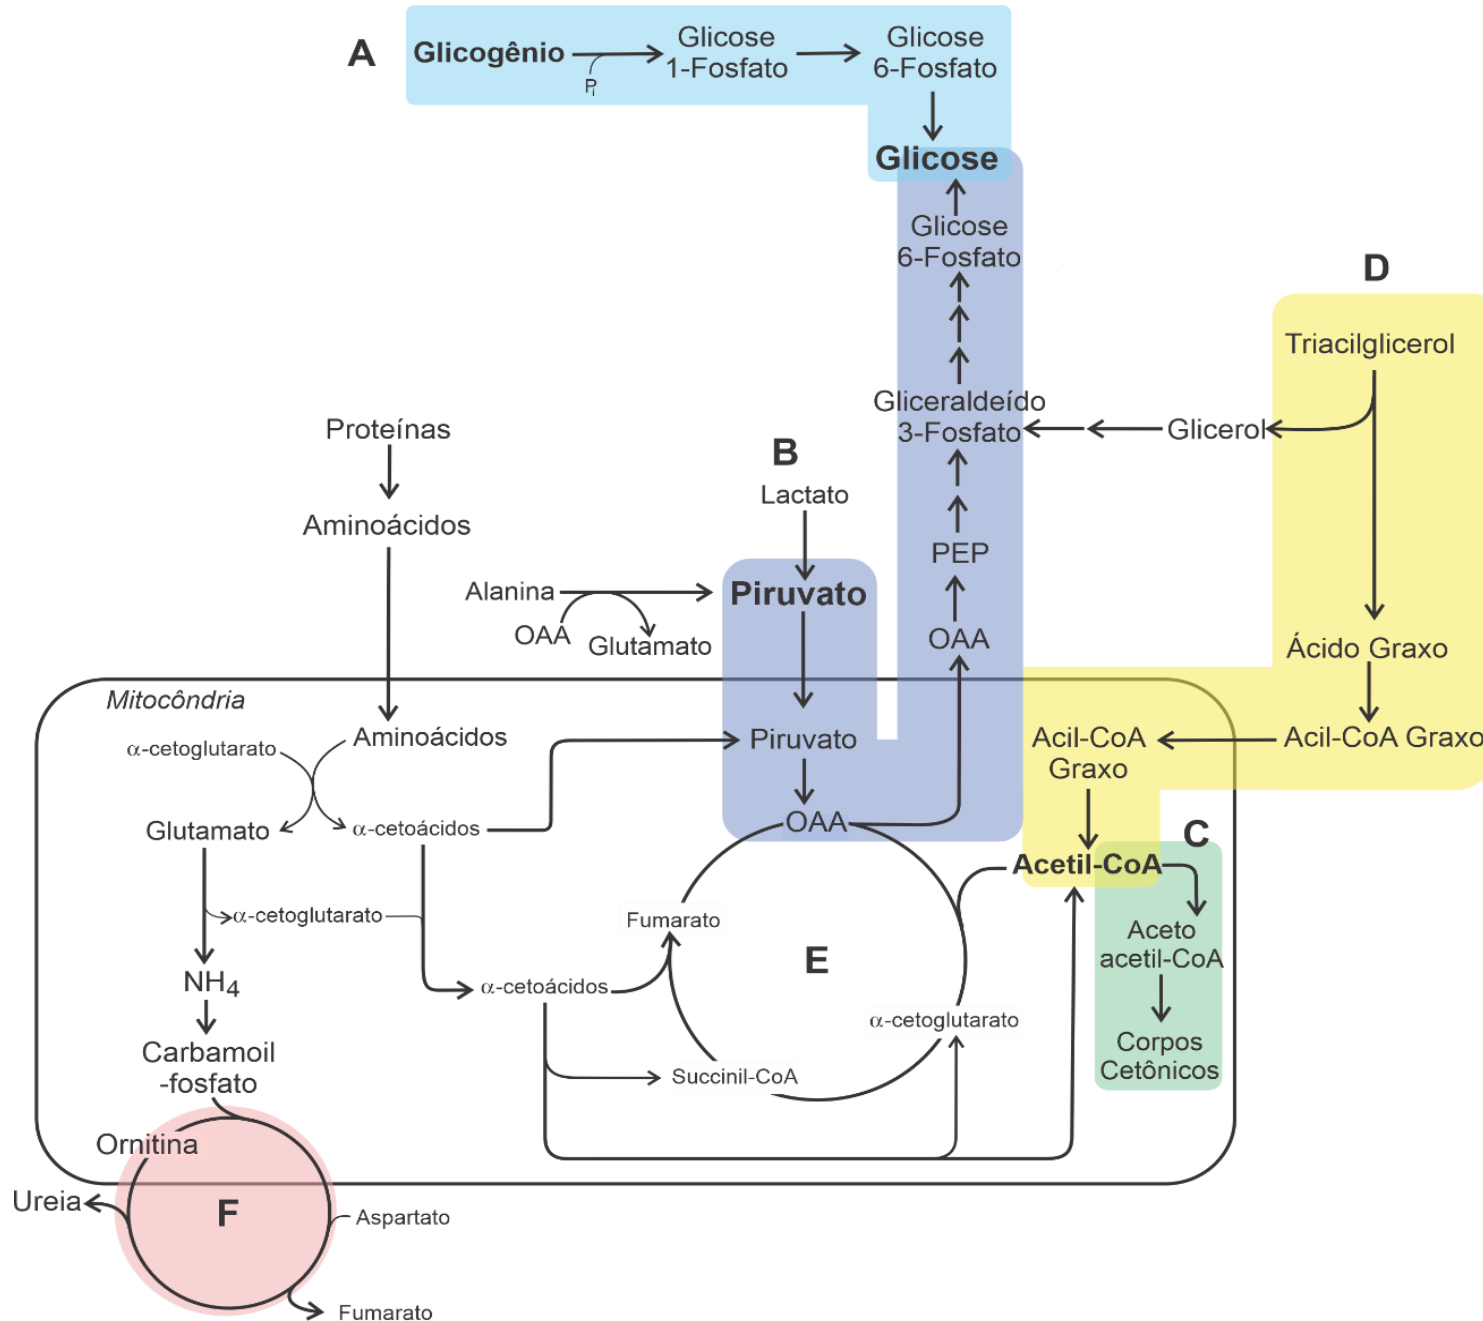 A
Glicogênio
Pi
Glicose
1-Fosfato
Glicose
6-Fosfato
Glicose
Glicose
6-Fosfato
D
Triacilglicerol
Gliceraldeído
3-Fosfato
Glicerol
Proteínas
B
Lactato
Aminoácidos
PEP
Alanina
Piruvato
OAA
Glutamato
OAA
Ácido Graxo
Mitocôndria
α-cetoglutarato
Aminoácidos
Piruvato
Acil-CoA
Graxo
Acil-CoA Graxo
Glutamato
α-cetoácidos
OAA
C
Acetil-CoA
α-cetoglutarato
Fumarato
Aceto
acetil-CoA
E
NH4
α-cetoácidos
α-cetoglutarato
Carbamoil
-fosfato
Succinil-CoA
Corpos
Cetônicos
Ornitina
Ureia
F
Aspartato
Fumarato